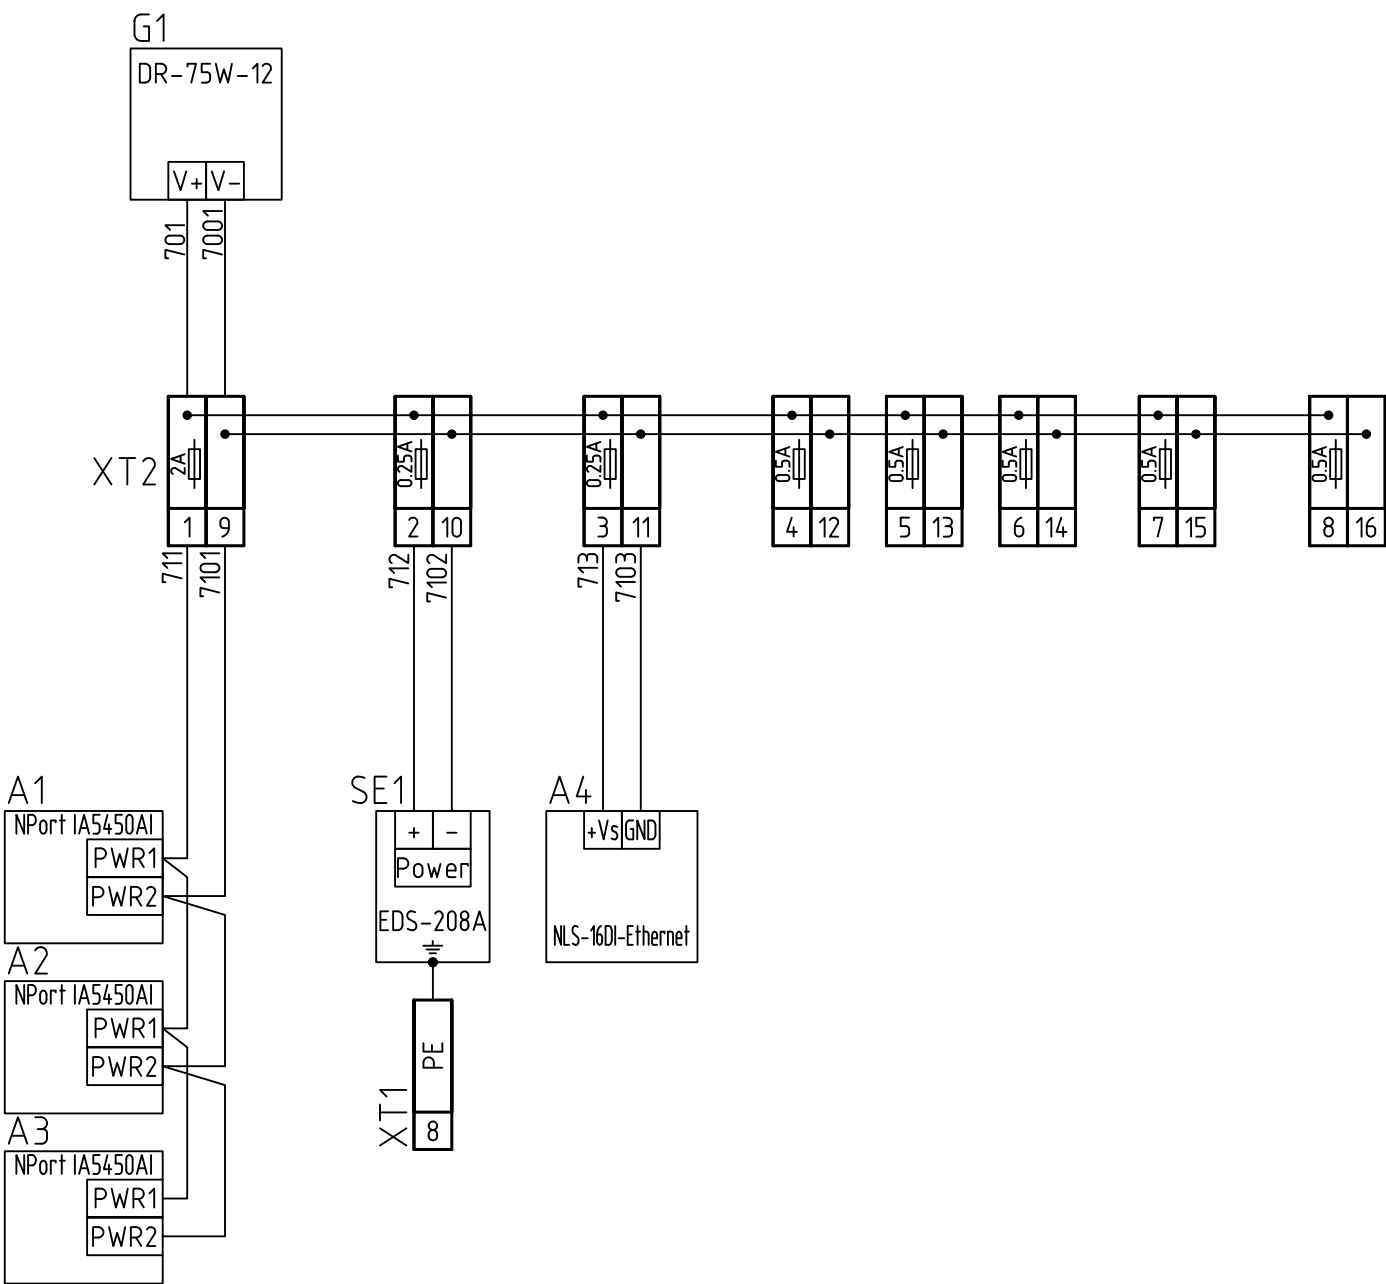 G1
DR-75W-12
V+ V-
701 7001
XT2
2A 0.25A 0.25A 0.5A 0.5A 0.5A 0.5A 0.5A
1 9 2 10 3 11 4 12 5 13 6 14 7 15 8 16
711 7101 712 7102 713 7103
A1
NPort IA5450AI
PWR1
PWR2
A2
NPort IA5450AI
PWR1
PWR2
A3
NPort IA5450AI
PWR1
PWR2
SE1
+ -
Power
EDS-208A
PE
XT1
8
A4
+Vs GND
NLS-16DI-Ethernet